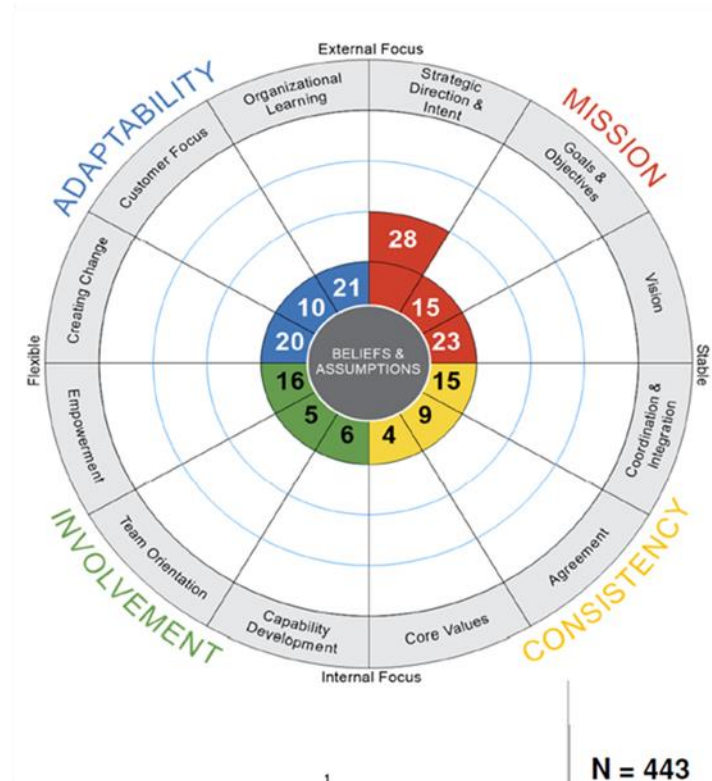 External Focus
ADAPTABILITY
MISSION
Organizational
Learning
Strategic
Direction &
Intent
Customer Focus
Goals &
Objectives
Creating Change
Vision
28
21
10
20
15
23
Flexible
BELIEFS &
ASSUMPTIONS
Stable
16
5
6
4
9
15
Empowerment
Coordination &
Integration
Team Orientation
Agreement
Capability
Development
Core Values
INVOLVEMENT
CONSISTENCY
Internal Focus
1
N = 443